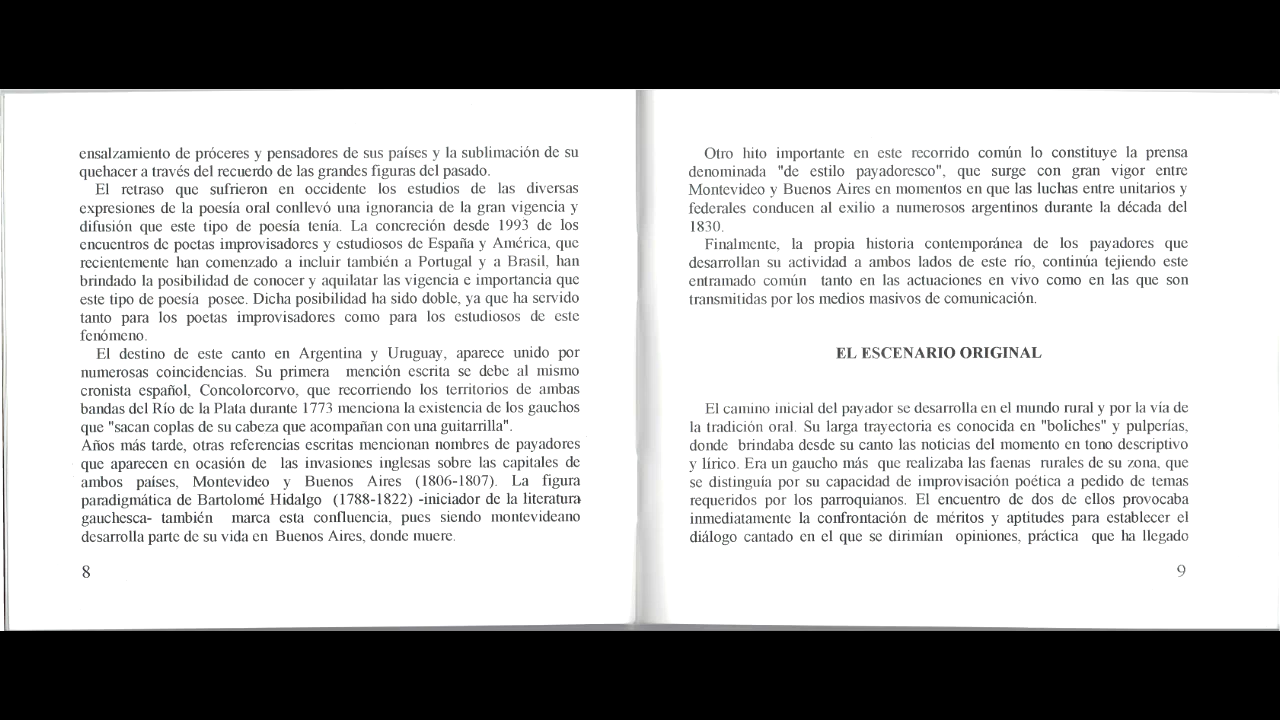 ensalzamiento de próceres y pensadores de sus países y la sublimación de su
quehacer a través del recuerdo de las grandes figuras del pasado.
El retraso que sufrieron en occidente los estudios de las diversas
expresiones de la poesía oral conllevó una ignorancia de la gran vigencia y
difusión que este tipo de poesía tenía. La concreción desde 1993 de los
encuentros de poetas improvisadores y estudiosos de España y América, que
recientemente han comenzado a incluir también a Portugal y a Brasil, han
brindado la posibilidad de conocer y aquilatar las vigencia e importancia que
este tipo de poesía posee. Dicha posibilidad ha sido doble, ya que ha servido
tanto para los poetas improvisadores como para los estudiosos de este
fenómeno.
El destino de este canto en Argentina y Uruguay, aparece unido por
numerosas coincidencias. Su primera mención escrita se debe al mismo
cronista español, Concolorcorvo, que recorriendo los territorios de ambas
bandas del Río de la Plata durante 1773 menciona la existencia de los gauchos
que "sacan coplas de su cabeza que acompañan con una guitarrilla".
Años más tarde, otras referencias escritas mencionan nombres de payadores
que aparecen en ocasión de las invasiones inglesas sobre las capitales de
ambos países, Montevideo y Buenos Aires (1806-1807). La figura
paradigmática de Bartolomé Hidalgo (1788-1822) -iniciador de la literatura
gauchesca- también marca esta confluencia, pues siendo montevideano
desarrolla parte de su vida en Buenos Aires, donde muere.
8
Otro hito importante en este recorrido común lo constituye la prensa
denominada "de estilo payadoresco", que surge con gran vigor entre
Montevideo y Buenos Aires en momentos en que las luchas entre unitarios y
federales conducen al exilio a numerosos argentinos durante la década del
1830.
Finalmente, la propia historia contemporánea de los payadores que
desarrollan su actividad a ambos lados de este río, continúa tejiendo este
entramado común tanto en las actuaciones en vivo como en las que son
transmitidas por los medios masivos de comunicación.
EL ESCENARIO ORIGINAL
El camino inicial del payador se desarrolla en el mundo rural y por la vía de
la tradición oral. Su larga trayectoria es conocida en "boliches" y pulperías,
donde brindaba desde su canto las noticias del momento en tono descriptivo
y lírico. Era un gaucho más que realizaba las faenas rurales de su zona, que
se distinguía por su capacidad de improvisación poética a pedido de temas
requeridos por los parroquianos. El encuentro de dos de ellos provocaba
inmediatamente la confrontación de méritos y aptitudes para establecer el
diálogo cantado en el que se dirimían opiniones, práctica que ha llegado
9